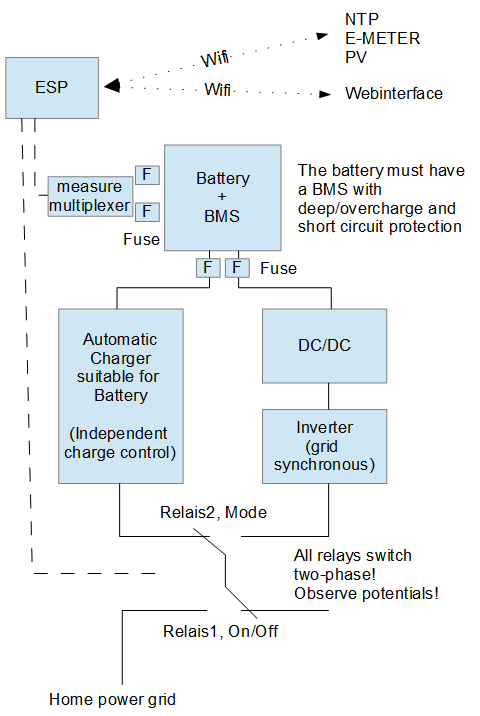 NTP
E-METER
PV
Wifi
ESP
Wifi
Webinterface
F
measure
multiplexer
F
Fuse
Battery
+
BMS
The battery must have
a BMS with
deep/overcharge and
short circuit protection
F
F
Fuse
Automatic
Charger
suitable for
Battery
(Independent
charge control)
DC/DC
Inverter
(grid
synchronous)
Relais2, Mode
All relays switch
two-phase!
Observe potentials!
Relais1, On/Off
Home power grid